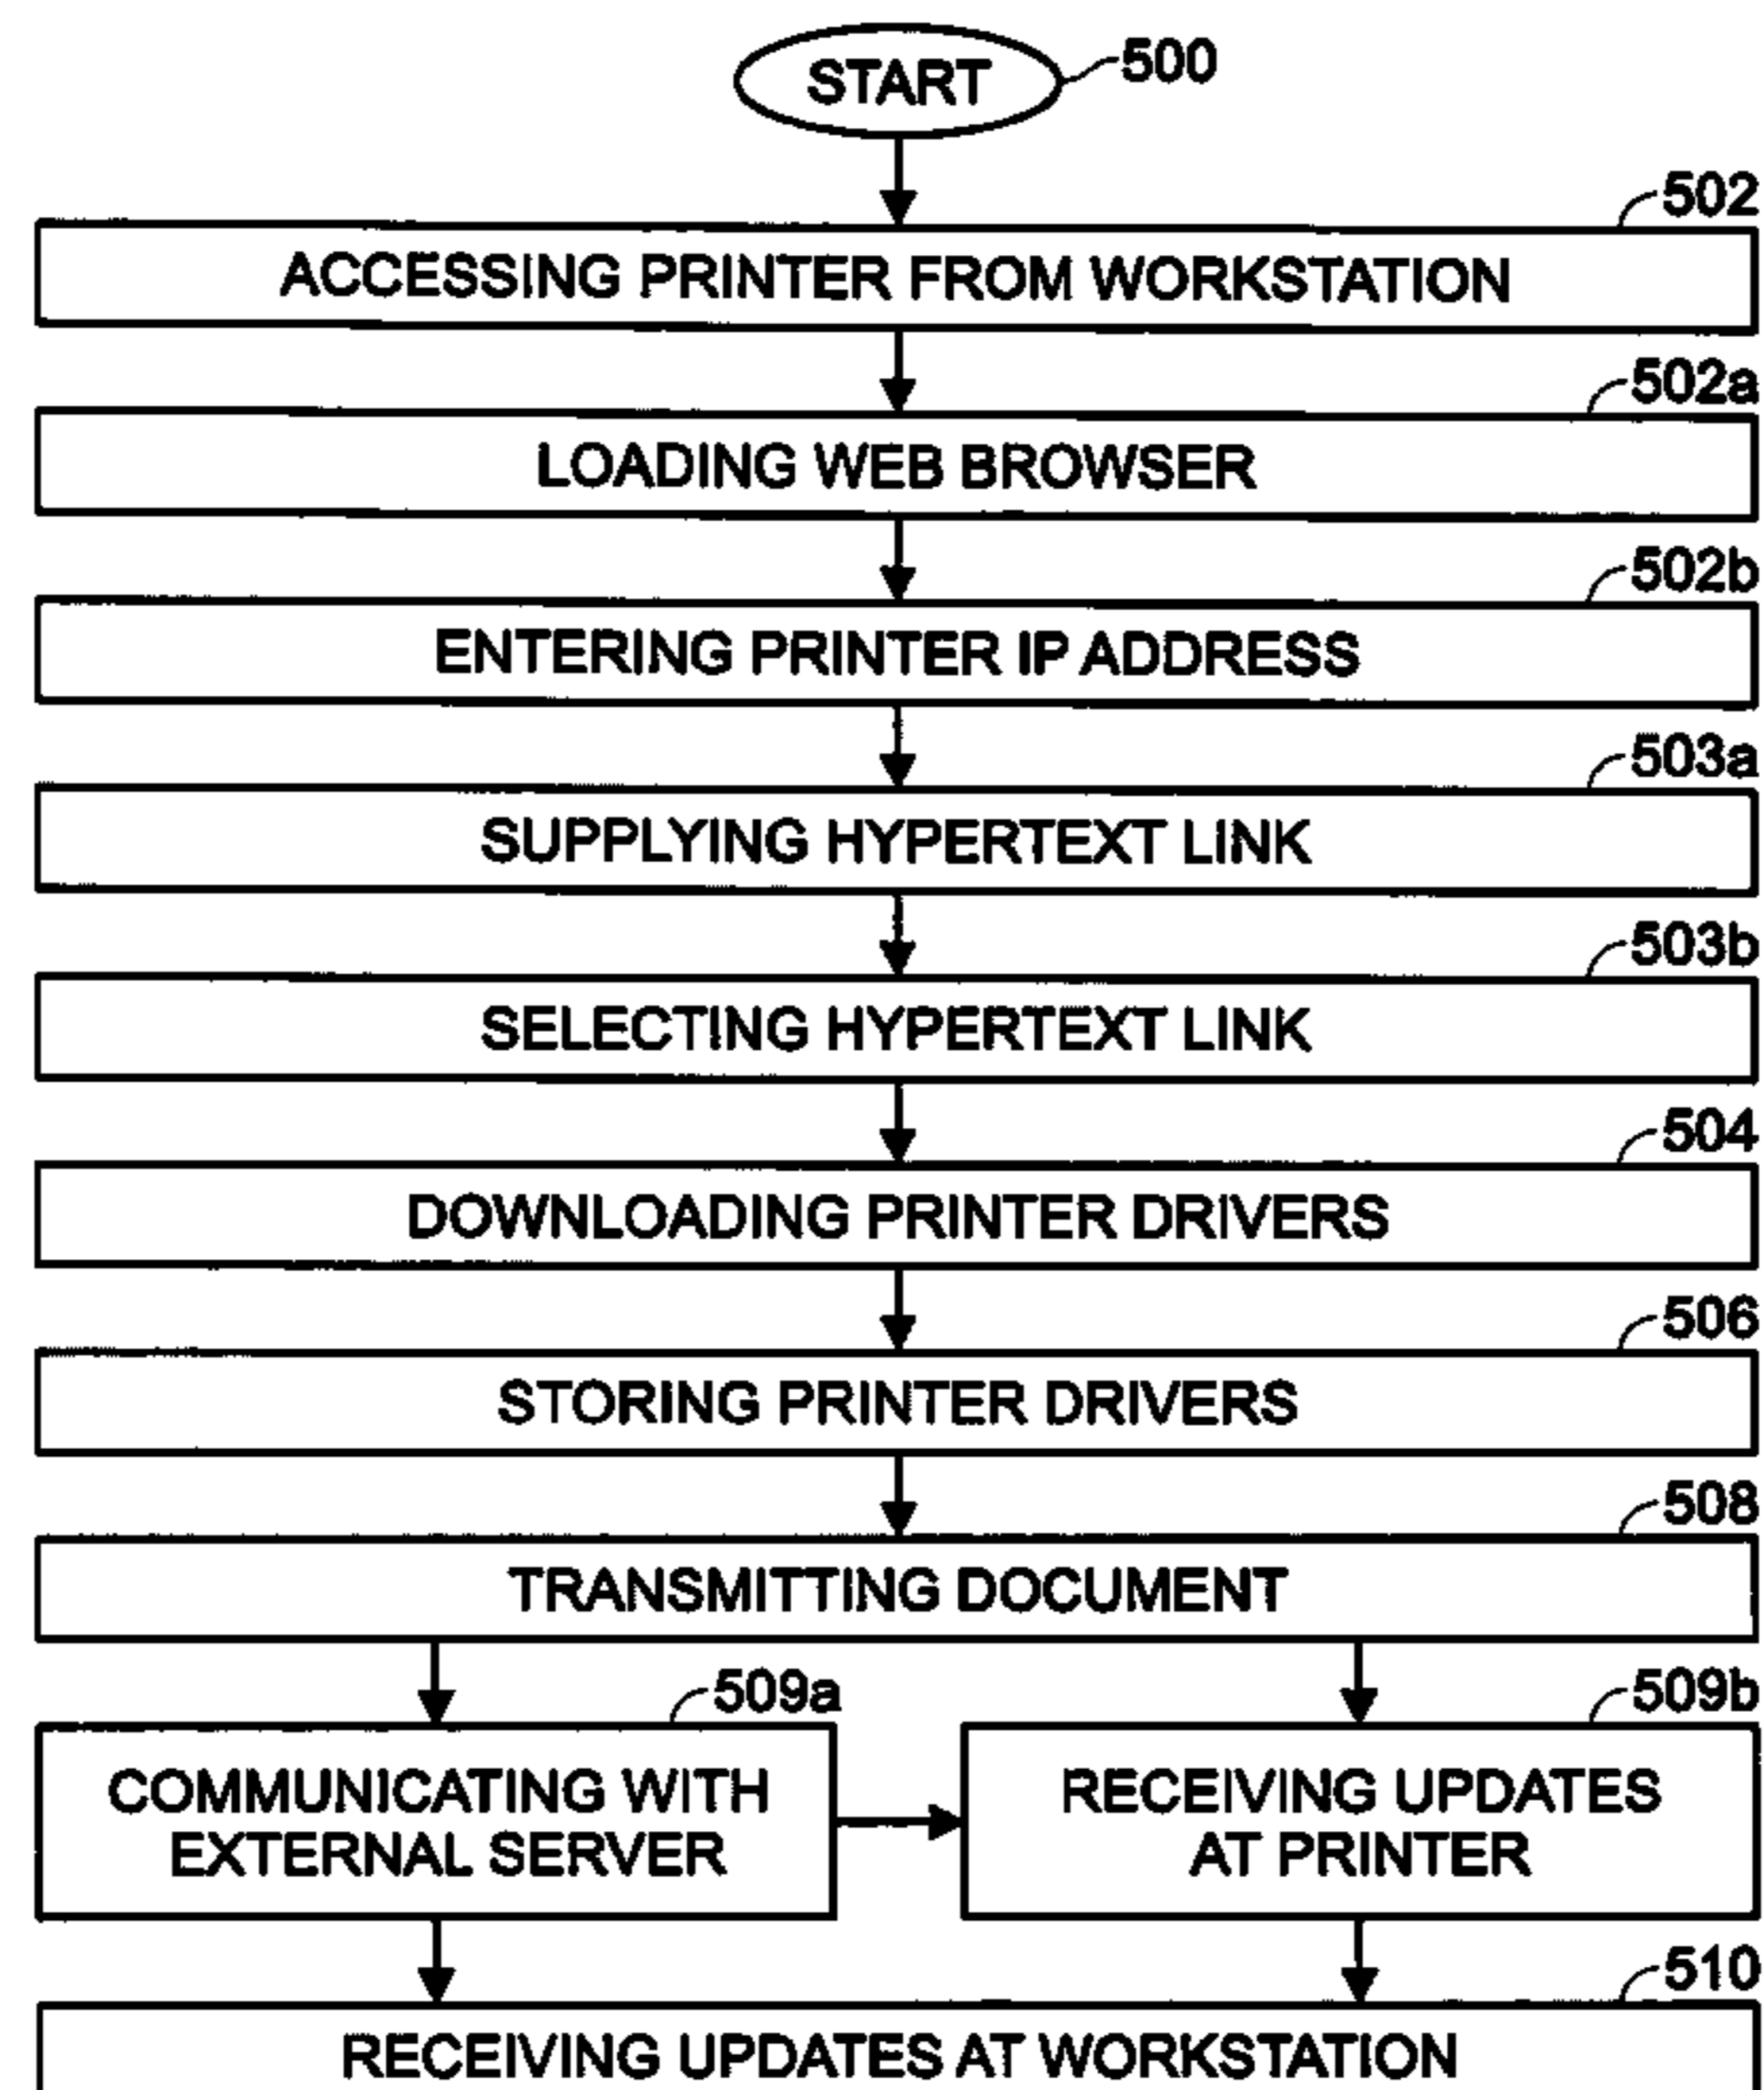 START
500
502
ACCESSING PRINTER FROM WORKSTATION
502a
LOADING WEB BROWSER
502b
ENTERING PRINTER IP ADDRESS
503a
SUPPLYING HYPERTEXT LINK
503b
SELECTING HYPERTEXT LINK
504
DOWNLOADING PRINTER DRIVERS
506
STORING PRINTER DRIVERS
508
TRANSMITTING DOCUMENT
509a
COMMUNICATING WITH
EXTERNAL SERVER
509b
RECEIVING UPDATES
AT PRINTER
510
RECEIVING UPDATES AT WORKSTATION